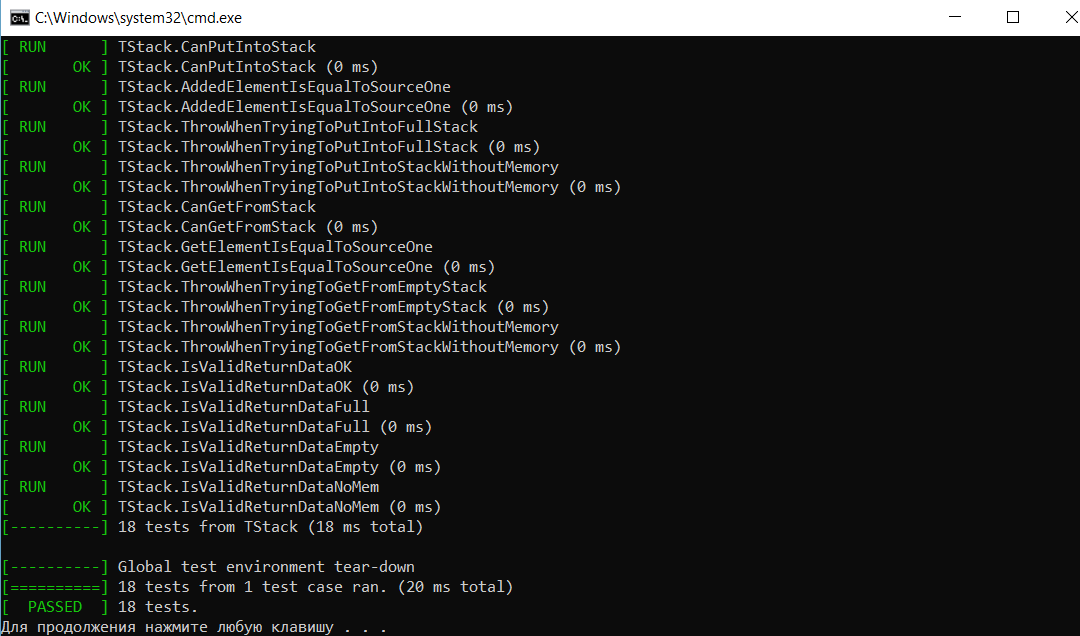 C:\Windows\system32\cmd.exe
[ RUN      ] TStack.CanPutIntoStack
[       OK ] TStack.CanPutIntoStack (0 ms)
[ RUN      ] TStack.AddedElementIsEqualToSourceOne
[       OK ] TStack.AddedElementIsEqualToSourceOne (0 ms)
[ RUN      ] TStack.ThrowWhenTryingToPutIntoFullStack
[       OK ] TStack.ThrowWhenTryingToPutIntoFullStack (0 ms)
[ RUN      ] TStack.ThrowWhenTryingToPutIntoStackWithoutMemory
[       OK ] TStack.ThrowWhenTryingToPutIntoStackWithoutMemory (0 ms)
[ RUN      ] TStack.CanGetFromStack
[       OK ] TStack.CanGetFromStack (0 ms)
[ RUN      ] TStack.GetElementIsEqualToSourceOne
[       OK ] TStack.GetElementIsEqualToSourceOne (0 ms)
[ RUN      ] TStack.ThrowWhenTryingToGetFromEmptyStack
[       OK ] TStack.ThrowWhenTryingToGetFromEmptyStack (0 ms)
[ RUN      ] TStack.ThrowWhenTryingToGetFromStackWithoutMemory
[       OK ] TStack.ThrowWhenTryingToGetFromStackWithoutMemory (0 ms)
[ RUN      ] TStack.IsValidReturnDataOK
[       OK ] TStack.IsValidReturnDataOK (0 ms)
[ RUN      ] TStack.IsValidReturnDataFull
[       OK ] TStack.IsValidReturnDataFull (0 ms)
[ RUN      ] TStack.IsValidReturnDataEmpty
[       OK ] TStack.IsValidReturnDataEmpty (0 ms)
[ RUN      ] TStack.IsValidReturnDataNoMem
[       OK ] TStack.IsValidReturnDataNoMem (0 ms)
[----------] 18 tests from TStack (18 ms total)
[----------] Global test environment tear-down
[==========] 18 tests from 1 test case ran. (20 ms total)
[  PASSED  ] 18 tests.
Для продолжения нажмите любую клавишу . . .